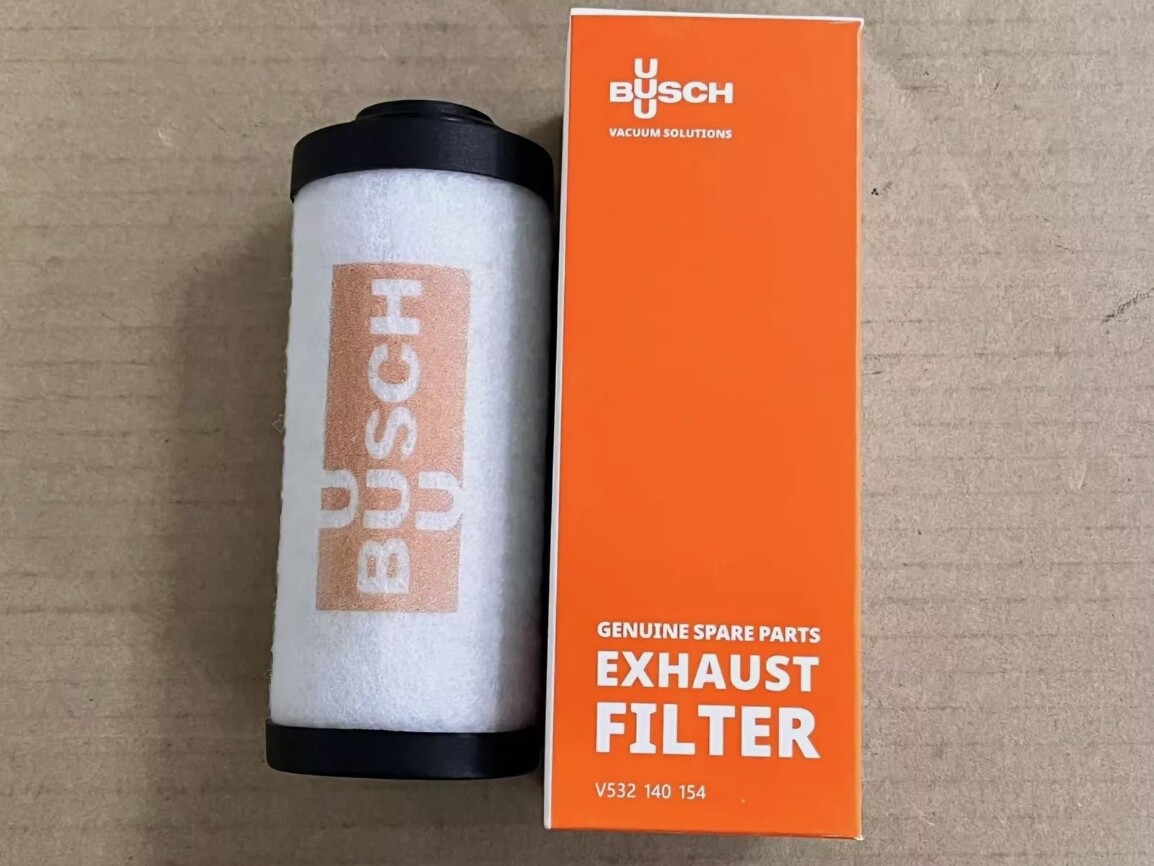 BUSCH
U
U
BUSCH
U
U
VACUUM SOLUTIONS
GENUINE SPARE PARTS
EXHAUST
FILTER
V532 140 154